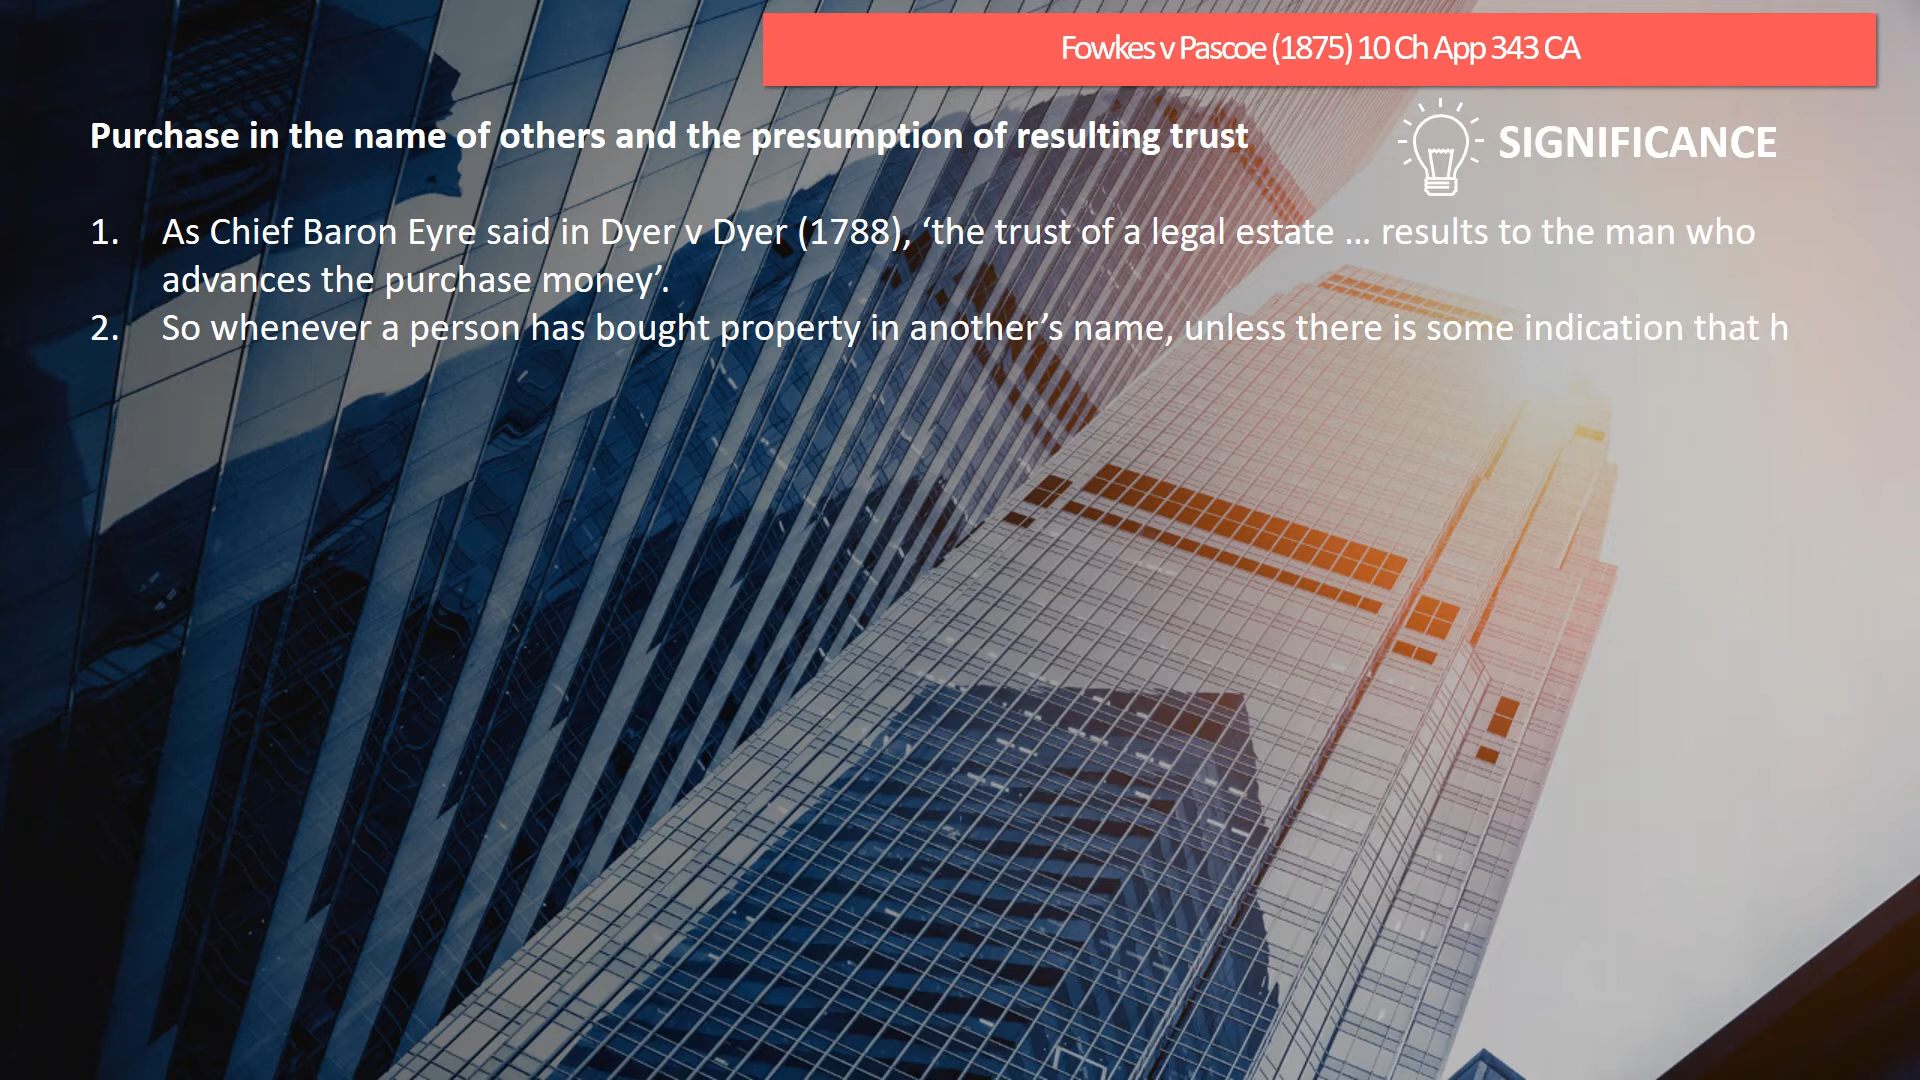 Fowkes v Pascoe (1875) 10 Ch App 343 CA
Purchase in the name of others and the presumption of resulting trust
SIGNIFICANCE
1. As Chief Baron Eyre said in Dyer v Dyer (1788), ‘the trust of a legal estate … results to the man who
advances the purchase money’.
2. So whenever a person has bought property in another’s name, unless there is some indication that h